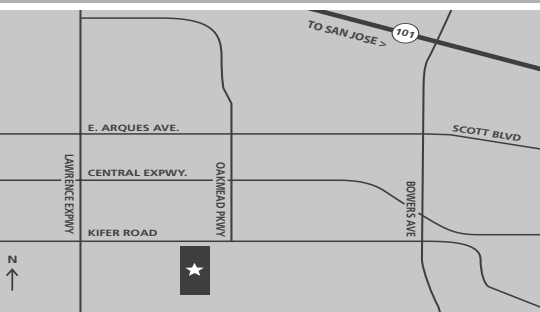 TO SAN JOSE >
101
E. ARQUES AVE.
SCOTT BLVD
LAWRENCE EXPWY
CENTRAL EXPWY.
OAKMEAD PKWY
BOWERS AVE
KIFER ROAD
N